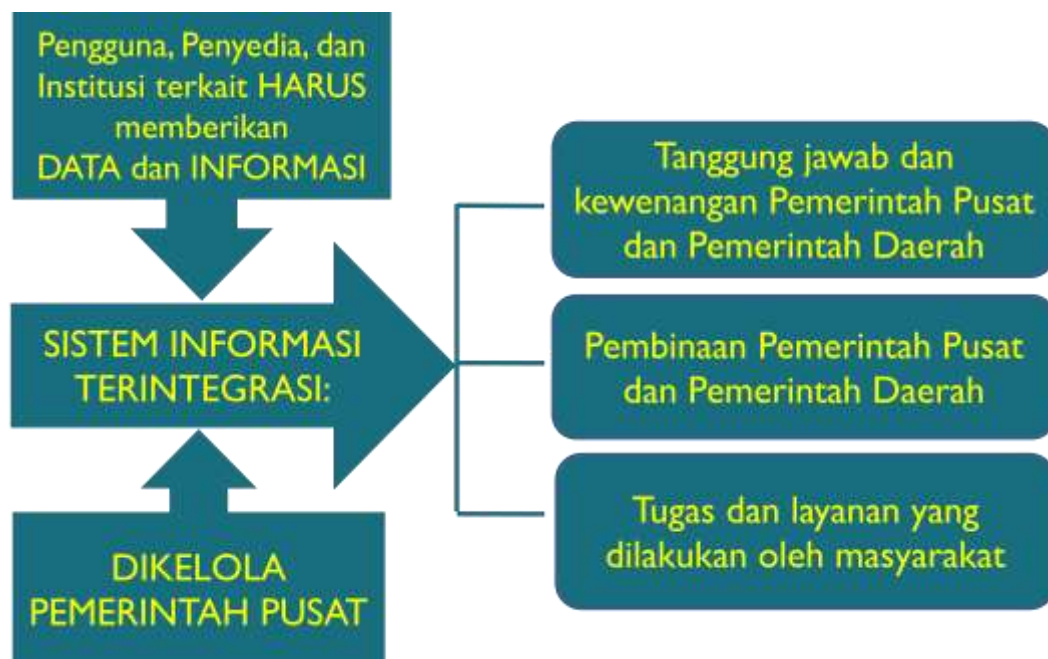 Pengguna, Penyedia, dan
Institusi terkait HARUS
memberikan
DATA dan INFORMASI
SISTEM INFORMASI
TERINTEGRASI:
DIKELOLA
PEMERINTAH PUSAT
Tanggung jawab dan
kewenangan Pemerintah Pusat
dan Pemerintah Daerah
Pembinaan Pemerintah Pusat
dan Pemerintah Daerah
Tugas dan layanan yang
dilakukan oleh masyarakat